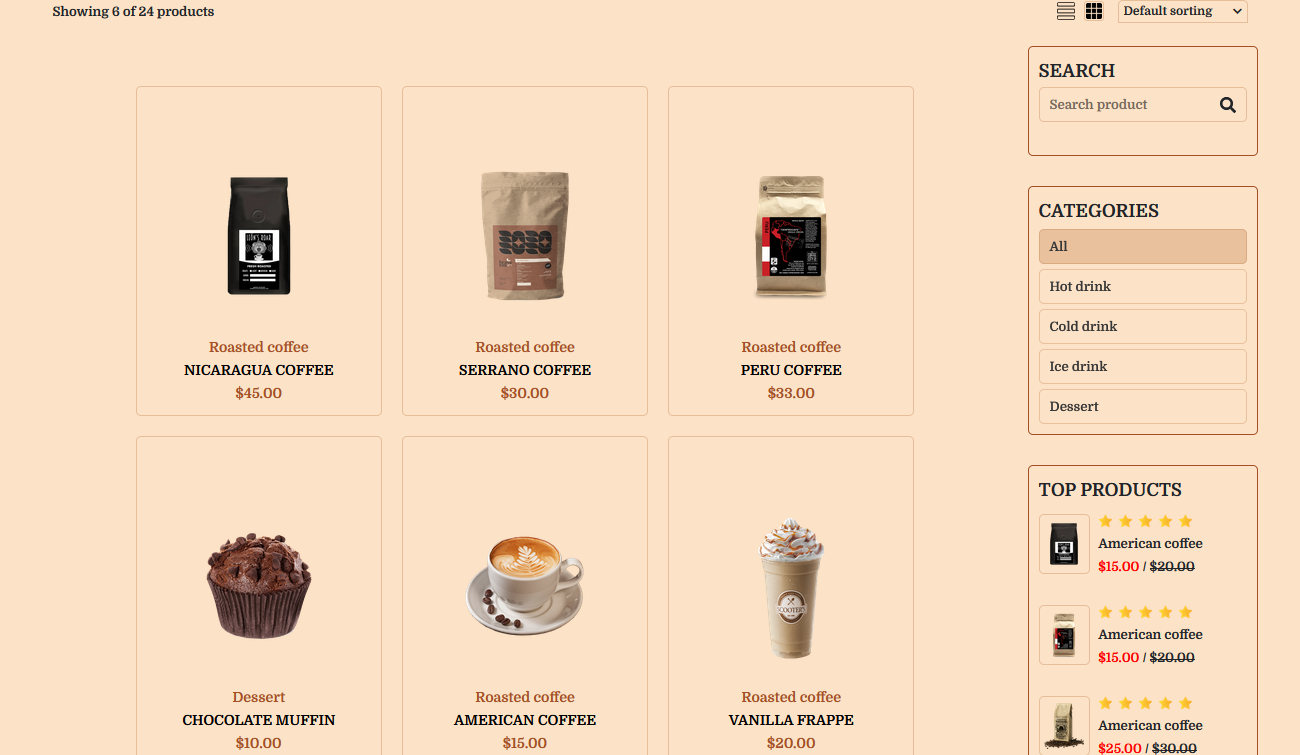 Showing 6 of 24 products
Default sorting
Roasted coffee
NICARAGUA COFFEE
$45.00
Roasted coffee
SERRANO COFFEE
$30.00
PERU
Roasted coffee
PERU COFFEE
$33.00
Dessert
CHOCOLATE MUFFIN
$10.00
Roasted coffee
AMERICAN COFFEE
$15.00
SCOOTER'S
Roasted coffee
VANILLA FRAPPE
$20.00
SEARCH
Search product
CATEGORIES
All
Hot drink
Cold drink
Ice drink
Dessert
TOP PRODUCTS
American coffee
$15.00 / $20.00
American coffee
$15.00 / $20.00
American coffee
$25.00 / $30.00